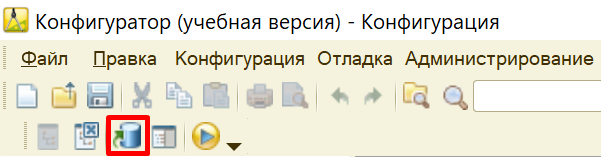 Конфигуратор (учебная версия) - Конфигурация
Файл Правка Конфигурация Отладка Администрирование